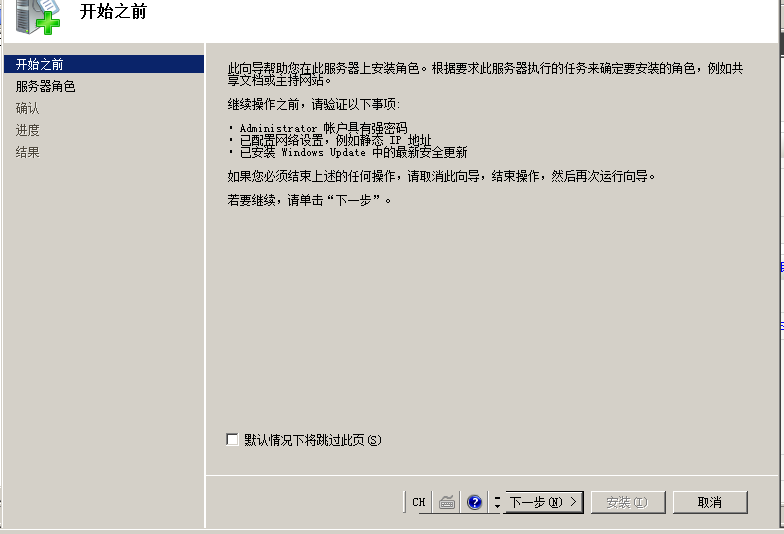 开始之前
开始之前
服务器角色
确认
进度
结果
此向导帮助您在此服务器上安装角色。根据要求此服务器执行的任务来确定要安装的角色，例如共
享文档或主持网站。
继续操作之前，请验证以下事项:
· Administrator 帐户具有强密码
· 已配置网络设置，例如静态 IP 地址
· 已安装 Windows Update 中的最新安全更新
如果您必须结束上述的任何操作，请取消此向导，结束操作，然后再次运行向导。
若要继续，请单击“下一步”。
默认情况下将跳过此页(S)
CH ? 下一步(N) > 安装(I) 取消